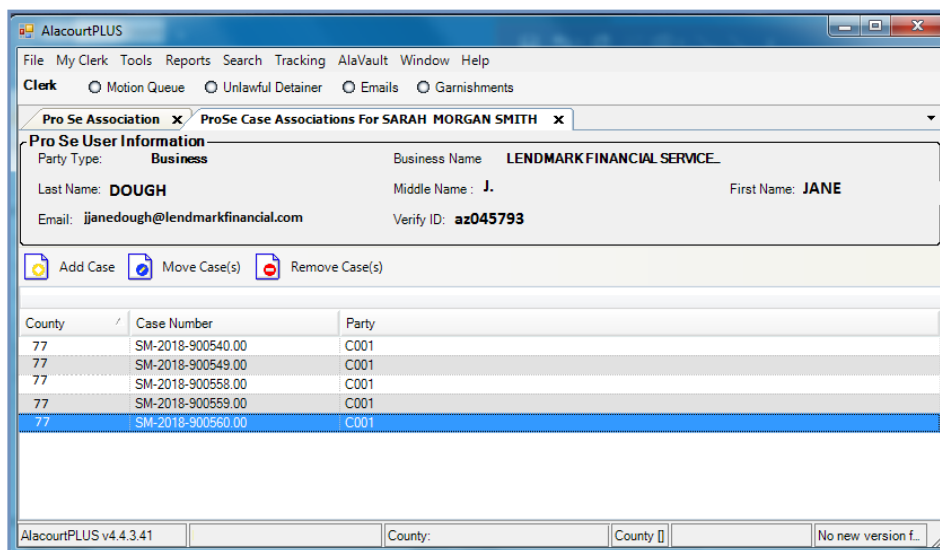 AlacourtPLUS
File My Clerk Tools Reports Search Tracking AlaVault Window Help
Clerk Motion Queue Unlawful Detainer Emails Garnishments
Pro Se Association x ProSe Case Associations For SARAH MORGAN SMITH x
Pro Se User Information
Party Type: Business Business Name LENDMARK FINANCIAL SERVICE...
Last Name: DOUGH Middle Name : J. First Name: JANE
Email: jjanedough@lendmarkfinancial.com Verify ID: az045793
Add Case Move Case(s) Remove Case(s)
County Case Number Party
77 SM-2018-900540.00 C001
77 SM-2018-900549.00 C001
77 SM-2018-900558.00 C001
77 SM-2018-900559.00 C001
77 SM-2018-900560.00 C001
AlacourtPLUS v4.4.3.41 County: County [] No new version f...